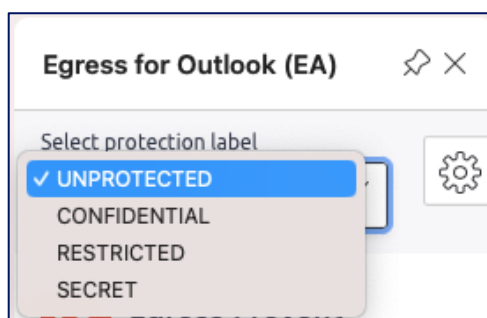 Egress for Outlook (EA)
Select protection label
✓ UNPROTECTED
CONFIDENTIAL
RESTRICTED
SECRET